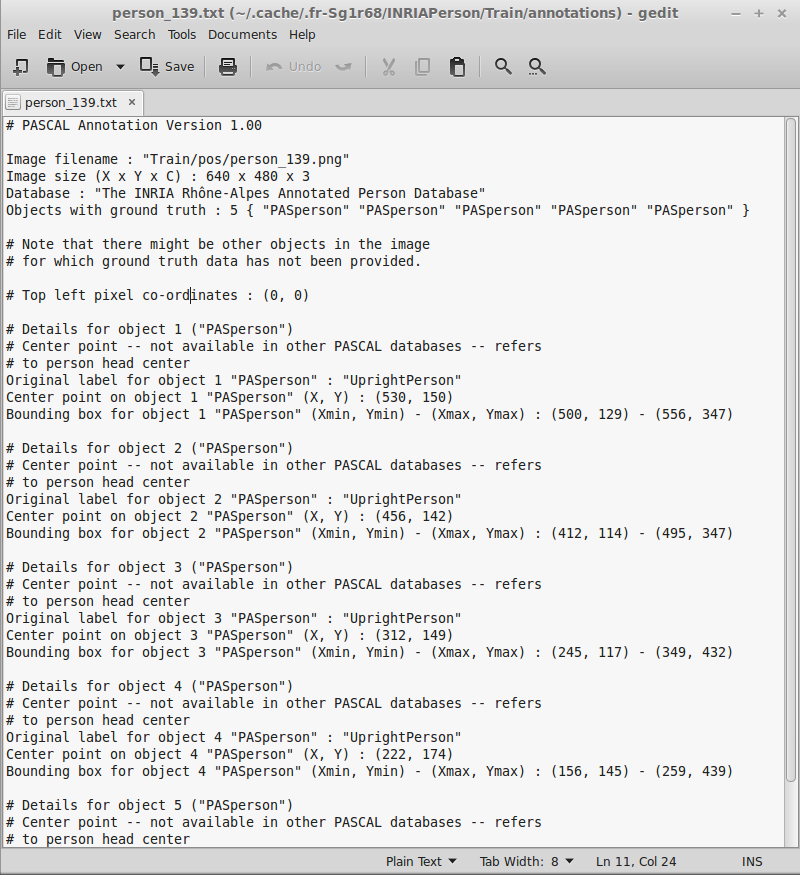 person_139.txt (~/.cache/.fr-Sg1r68/INRIAPerson/Train/annotations) - gedit
File Edit View Search Tools Documents Help
Open Save Undo
person_139.txt
# PASCAL Annotation Version 1.00
Image filename : "Train/pos/person_139.png"
Image size (X x Y x C) : 640 x 480 x 3
Database : "The INRIA Rhône-Alpes Annotated Person Database"
Objects with ground truth : 5 { "PASperson" "PASperson" "PASperson" "PASperson" "PASperson" }
# Note that there might be other objects in the image
# for which ground truth data has not been provided.
# Top left pixel co-ordinates : (0, 0)
# Details for object 1 ("PASperson")
# Center point -- not available in other PASCAL databases -- refers
# to person head center
Original label for object 1 "PASperson" : "UprightPerson"
Center point on object 1 "PASperson" (X, Y) : (530, 150)
Bounding box for object 1 "PASperson" (Xmin, Ymin) - (Xmax, Ymax) : (500, 129) - (556, 347)
# Details for object 2 ("PASperson")
# Center point -- not available in other PASCAL databases -- refers
# to person head center
Original label for object 2 "PASperson" : "UprightPerson"
Center point on object 2 "PASperson" (X, Y) : (456, 142)
Bounding box for object 2 "PASperson" (Xmin, Ymin) - (Xmax, Ymax) : (412, 114) - (495, 347)
# Details for object 3 ("PASperson")
# Center point -- not available in other PASCAL databases -- refers
# to person head center
Original label for object 3 "PASperson" : "UprightPerson"
Center point on object 3 "PASperson" (X, Y) : (312, 149)
Bounding box for object 3 "PASperson" (Xmin, Ymin) - (Xmax, Ymax) : (245, 117) - (349, 432)
# Details for object 4 ("PASperson")
# Center point -- not available in other PASCAL databases -- refers
# to person head center
Original label for object 4 "PASperson" : "UprightPerson"
Center point on object 4 "PASperson" (X, Y) : (222, 174)
Bounding box for object 4 "PASperson" (Xmin, Ymin) - (Xmax, Ymax) : (156, 145) - (259, 439)
# Details for object 5 ("PASperson")
# Center point -- not available in other PASCAL databases -- refers
# to person head center
Plain Text Tab Width: 8 Ln 11, Col 24 INS